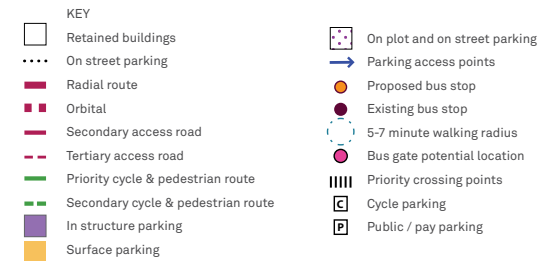 KEY
Retained buildings
On street parking
Radial route
Orbital
Secondary access road
Tertiary access road
Priority cycle & pedestrian route
Secondary cycle & pedestrian route
In structure parking
Surface parking
On plot and on street parking
Parking access points
Proposed bus stop
Existing bus stop
5-7 minute walking radius
Bus gate potential location
Priority crossing points
C Cycle parking
P Public / pay parking